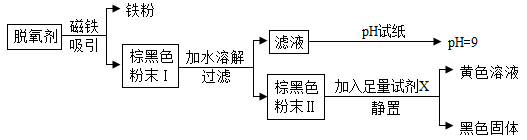 脱氧剂
磁铁
吸引
铁粉
棕黑色
粉末Ⅰ
加水溶解
过滤
滤液
pH试纸
pH=9
棕黑色
粉末Ⅱ
加入足量试剂X
静置
黄色溶液
黑色固体